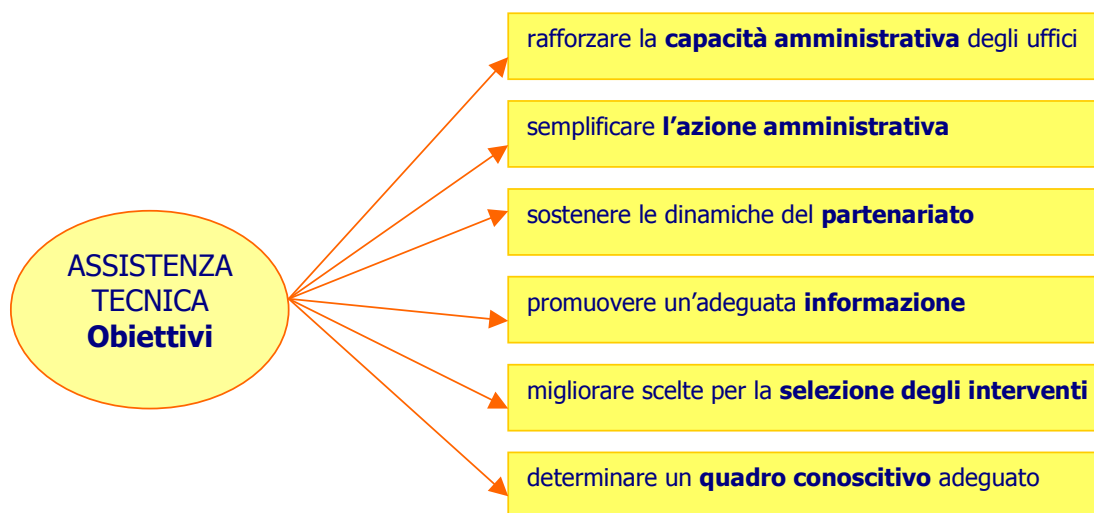 rafforzare la capacità amministrativa degli uffici
semplificare l’azione amministrativa
sostenere le dinamiche del partenariato
ASSISTENZA
TECNICA
Obiettivi
promuovere un’adeguata informazione
migliorare scelte per la selezione degli interventi
determinare un quadro conoscitivo adeguato